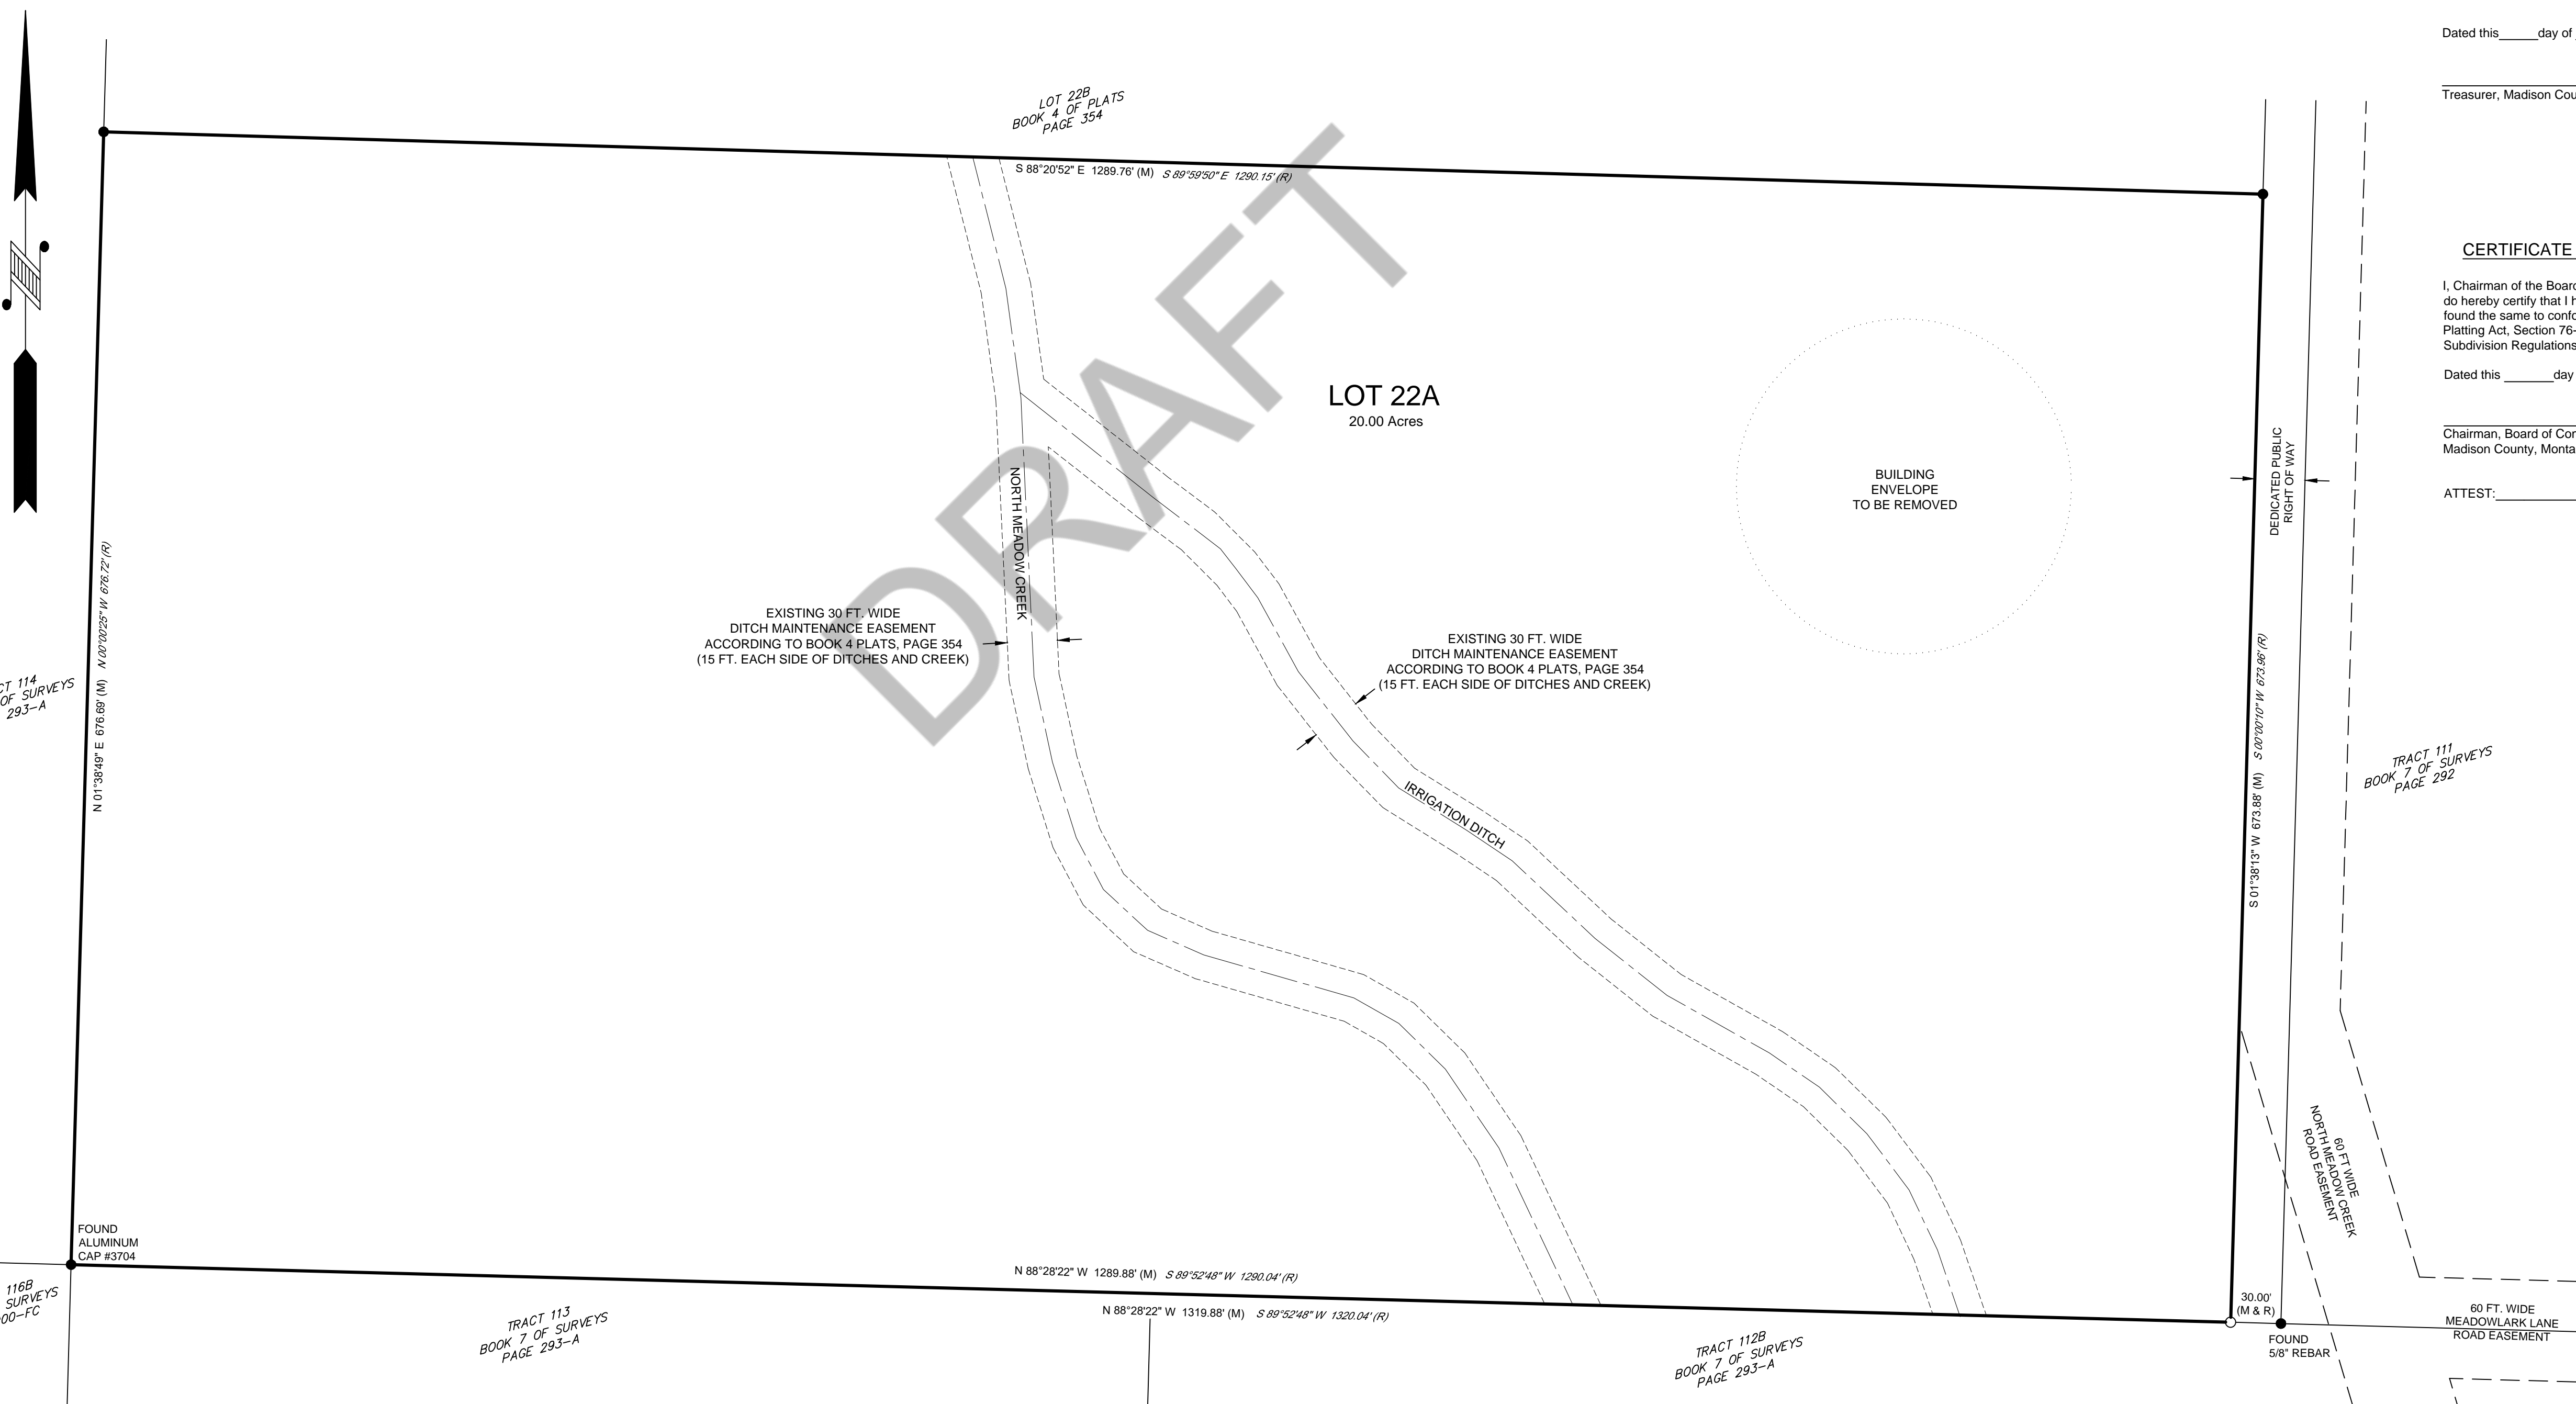 Dated this_____day of
Treasurer, Madison Cou
LOT 22B
BOOK 4 OF PLATS
PAGE 354
S 88°20'52" E 1289.76' (M) S 89°59'50" E 1290.15' (R)
DRAFT
CERTIFICATE
I, Chairman of the Board
do hereby certify that I h
found the same to confo
Platting Act, Section 76-
Subdivision Regulations
Dated this _______day
Chairman, Board of Com
Madison County, Monta
ATTEST:
LOT 22A
20.00 Acres
BUILDING
ENVELOPE
TO BE REMOVED
DEDICATED PUBLIC
RIGHT OF WAY
NORTH MEADOW CREEK
EXISTING 30 FT. WIDE
DITCH MAINTENANCE EASEMENT
ACCORDING TO BOOK 4 PLATS, PAGE 354
(15 FT. EACH SIDE OF DITCHES AND CREEK)
EXISTING 30 FT. WIDE
DITCH MAINTENANCE EASEMENT
ACCORDING TO BOOK 4 PLATS, PAGE 354
(15 FT. EACH SIDE OF DITCHES AND CREEK)
N 01°38'49" E 676.69' (M) N 00°00'25" W 676.72' (R)
CT 114
OF SURVEYS
293-A
S 01°38'13" W 673.88' (M) S 00°00'10" W 673.96' (R)
TRACT 111
BOOK 7 OF SURVEYS
PAGE 292
IRRIGATION DITCH
60 FT WIDE
NORTH MEADOW CREEK
ROAD EASEMENT
FOUND
ALUMINUM
CAP #3704
116B
SURVEYS
00-FC
N 88°28'22" W 1289.88' (M) S 89°52'48" W 1290.04' (R)
N 88°28'22" W 1319.88' (M) S 89°52'48" W 1320.04' (R)
TRACT 113
BOOK 7 OF SURVEYS
PAGE 293-A
TRACT 112B
BOOK 7 OF SURVEYS
PAGE 293-A
30.00'
(M & R)
FOUND
5/8" REBAR
60 FT. WIDE
MEADOWLARK LANE
ROAD EASEMENT